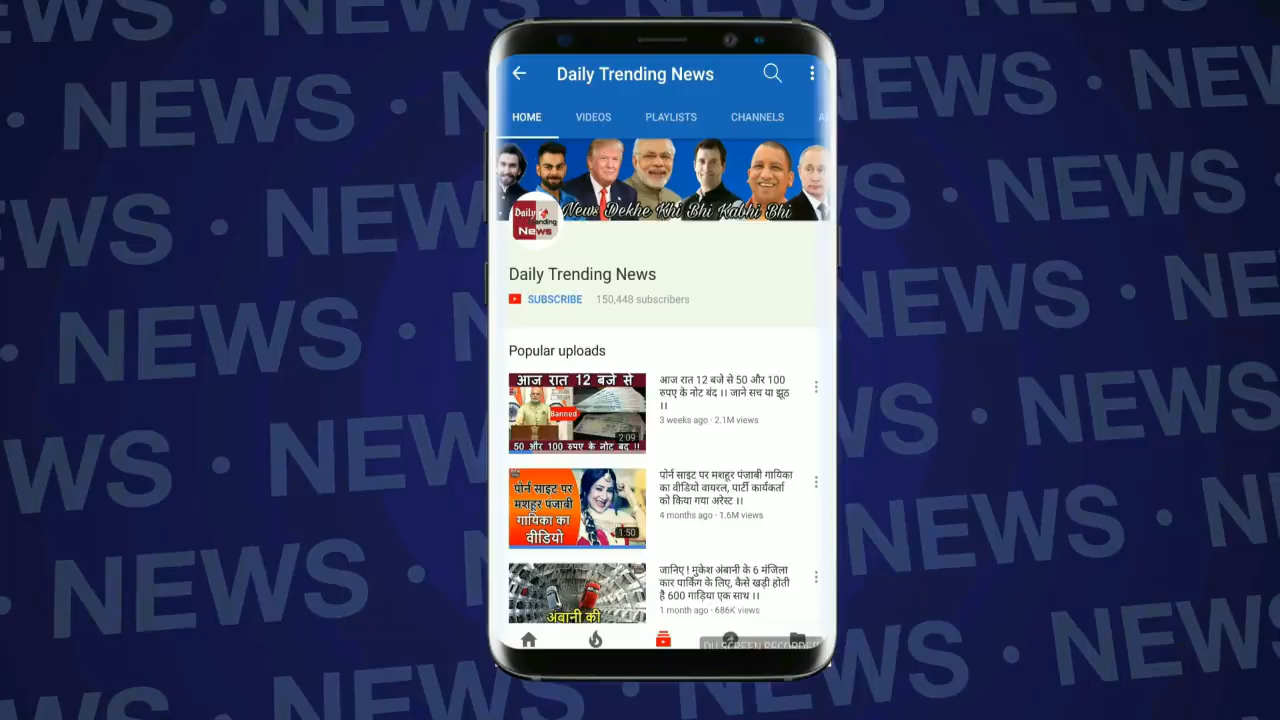 NEWS • NEWS • NEWS
Daily Trending News
HOME VIDEOS PLAYLISTS CHANNELS
Daily
Trending
News
News Dekhe Khi Bhi Kabhi Bhi
Daily Trending News
SUBSCRIBE 150,448 subscribers
Popular uploads
आज रात 12 बजे से
Banned
2:09
50 और 100 रुपए के नोट बंद !!
आज रात 12 बजे से 50 और 100
रुपए के नोट बंद ।। जाने सच या झूठ
।।
3 weeks ago · 2.1M views
पोर्न साइट पर
मशहूर पंजाबी
गायिका का
वीडियो
1:50
पोर्न साइट पर मशहूर पंजाबी गायिका
का वीडियो वायरल, पार्टी कार्यकर्ता
को किया गया अरेस्ट ।।
4 months ago · 1.6M views
अंबानी की
जानिए ! मुकेश अंबानी के 6 मंजिला
कार पार्किंग के लिए, कैसे खड़ी होती
है 600 गाड़िया एक साथ ।।
1 month ago · 686K views
DU SCREEN RECORDER